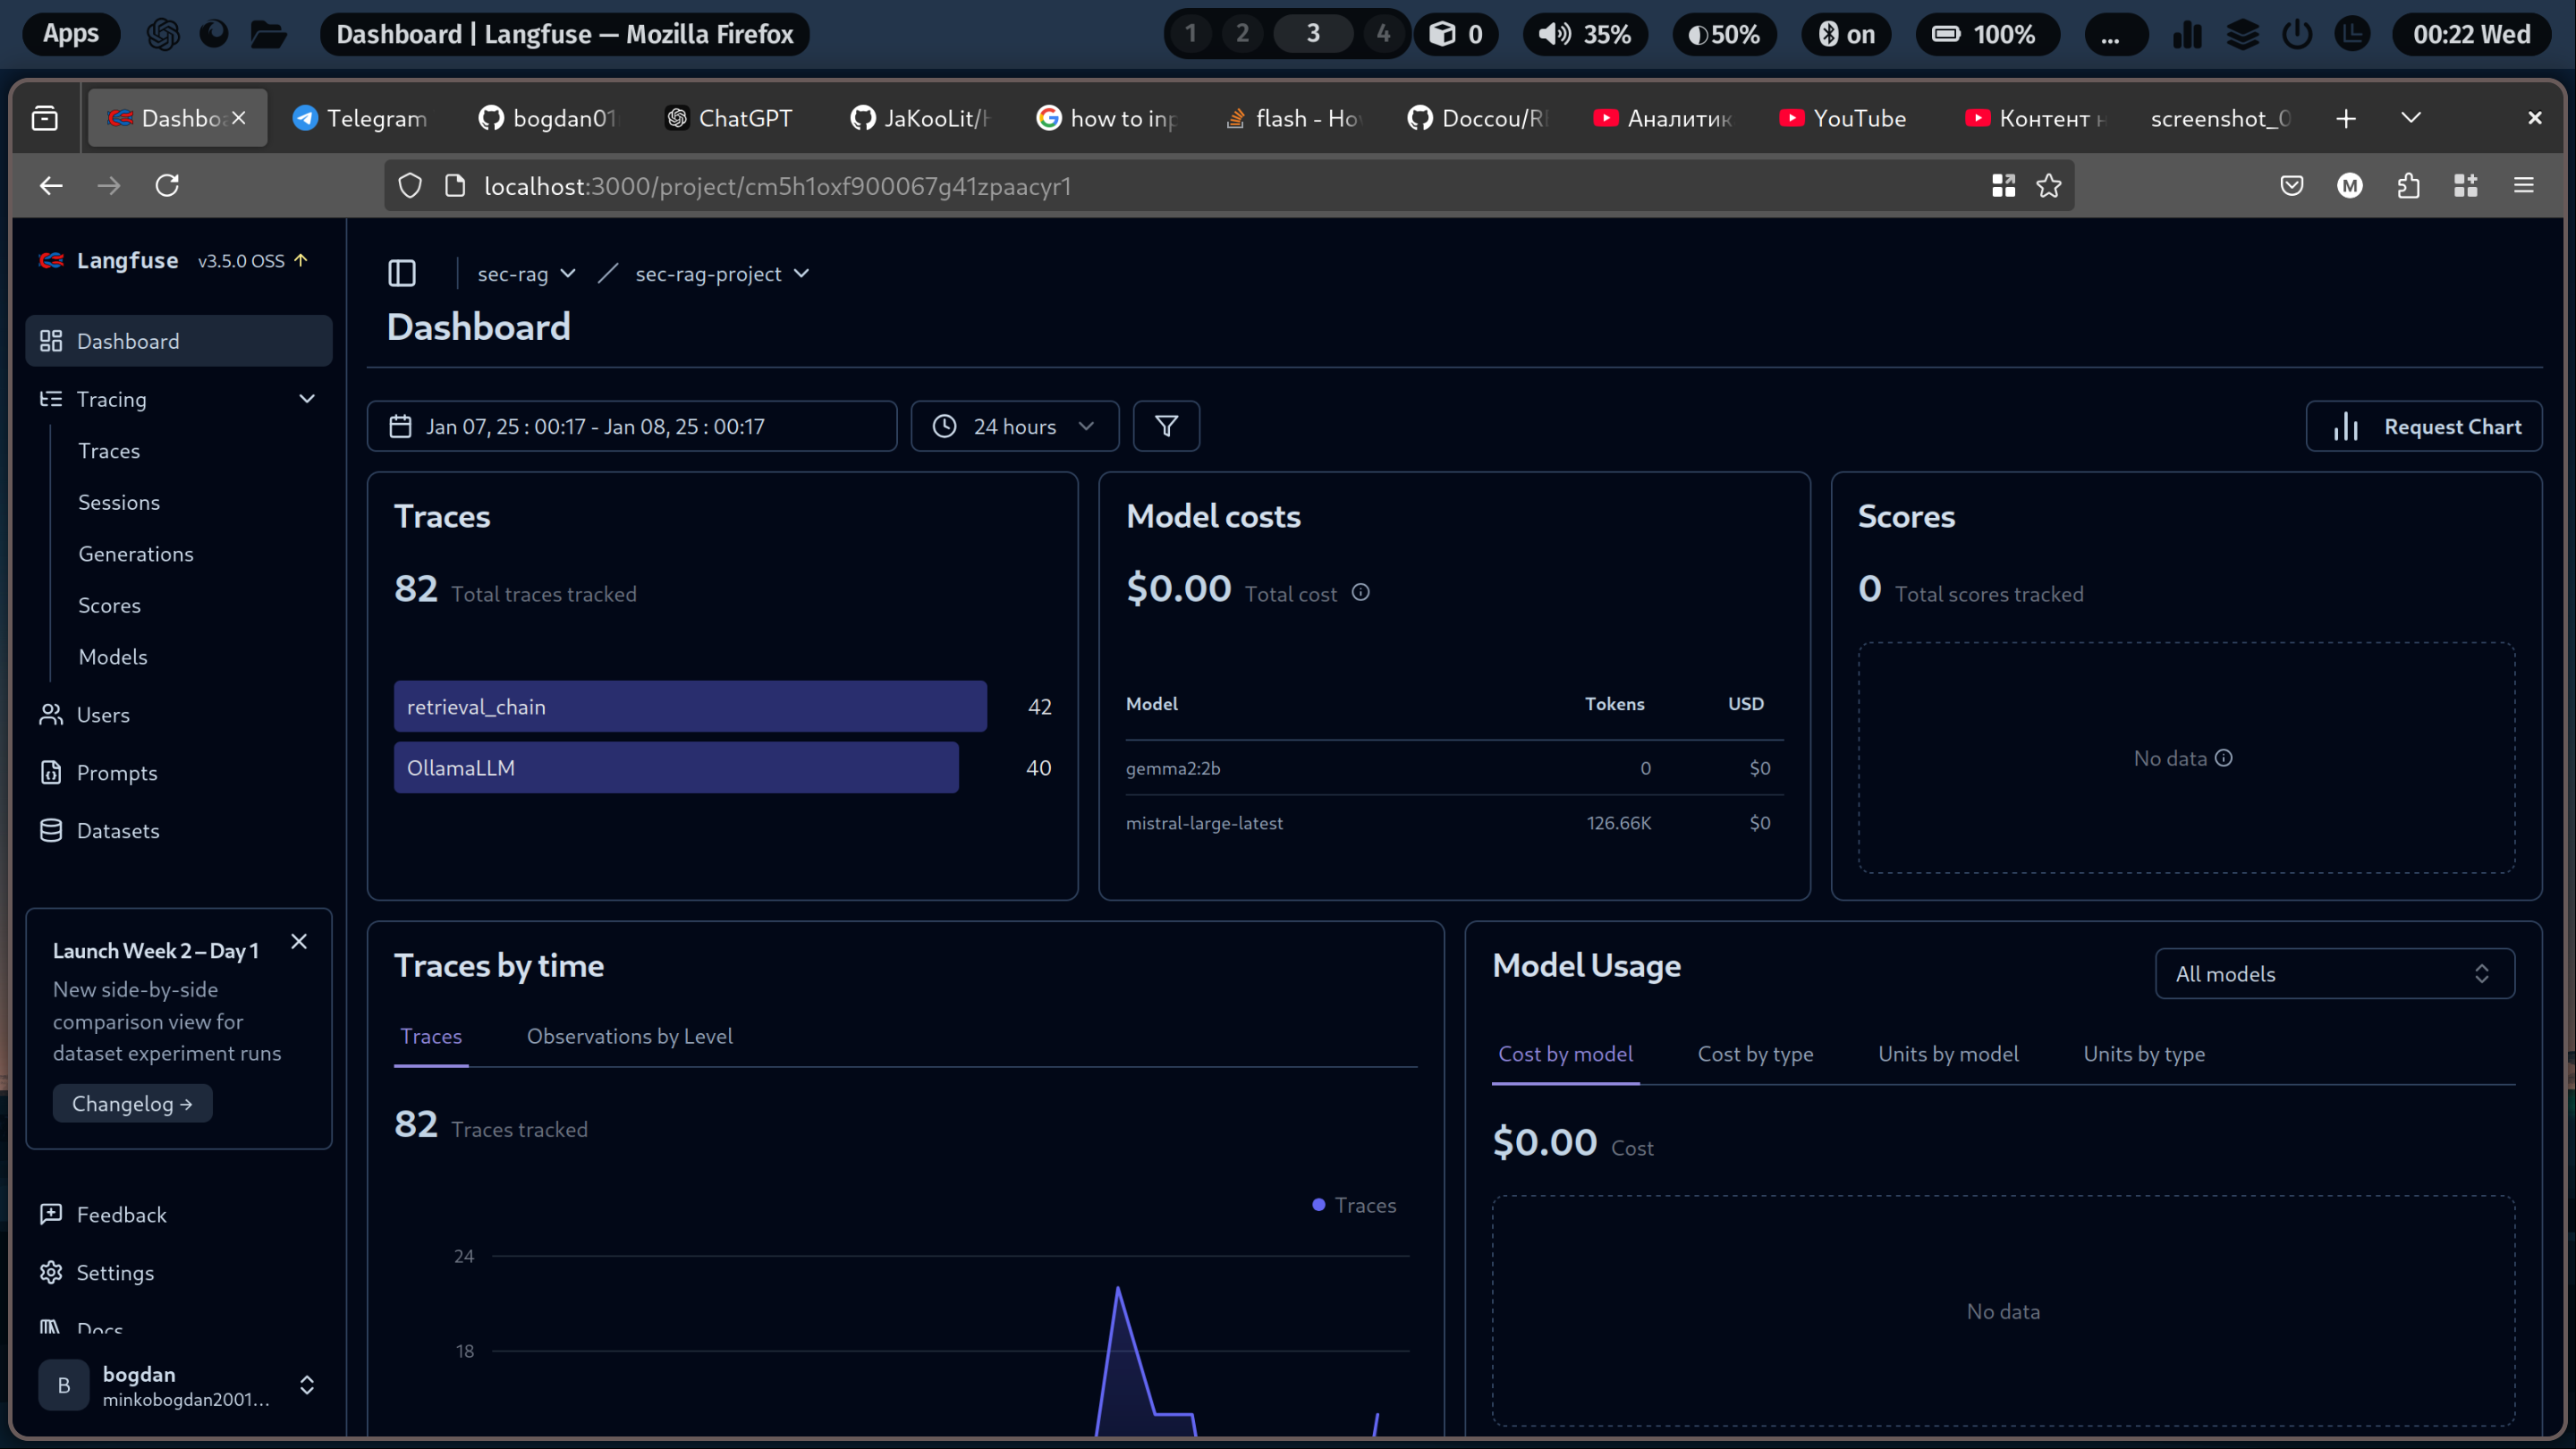 Apps
Dashboard | Langfuse — Mozilla Firefox
1 2 3 4
0
35%
50%
on
100%
...
00:22 Wed
Dashbo
Telegram
bogdan01
ChatGPT
JaKooLit/H
how to inp
flash - Ho
Doccou/R
Аналитик
YouTube
Контент н
screenshot_0
localhost:3000/project/cm5h1oxf900067g41zpaacyr1
M
Langfuse v3.5.0 OSS
sec-rag
sec-rag-project
Dashboard
Dashboard
Tracing
Traces
Sessions
Generations
Scores
Models
Users
Prompts
Datasets
Launch Week 2 – Day 1
New side-by-side
comparison view for
dataset experiment runs
Changelog →
Feedback
Settings
Docs
B
bogdan
minkobogdan2001...
Jan 07, 25 : 00:17 - Jan 08, 25 : 00:17
24 hours
Request Chart
Traces
82 Total traces tracked
retrieval_chain 42
OllamaLLM 40
Model costs
$0.00 Total cost
Model Tokens USD
gemma2:2b 0 $0
mistral-large-latest 126.66K $0
Scores
0 Total scores tracked
No data
Traces by time
Traces Observations by Level
82 Traces tracked
Traces
24
18
Model Usage
All models
Cost by model Cost by type Units by model Units by type
$0.00 Cost
No data